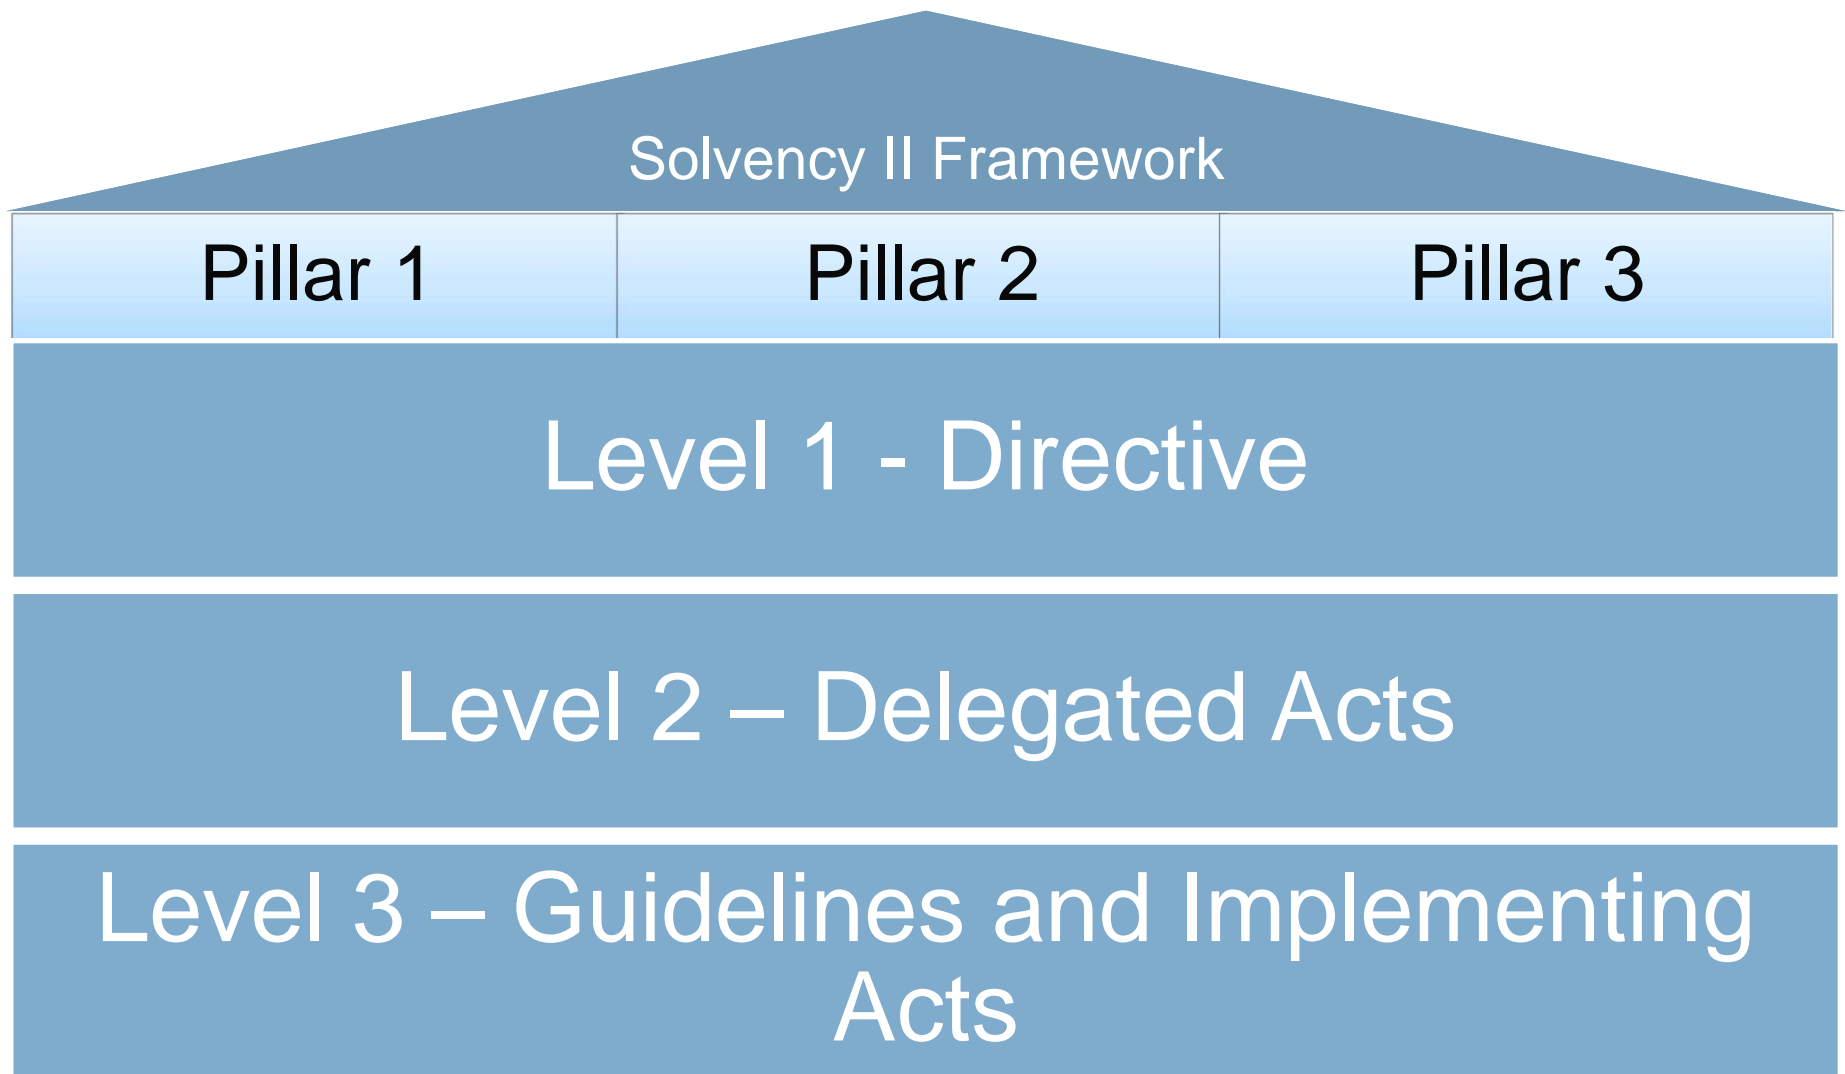 Solvency II Framework
Pillar 1
Pillar 2
Pillar 3
Level 1 - Directive
Level 2 – Delegated Acts
Level 3 – Guidelines and Implementing
Acts